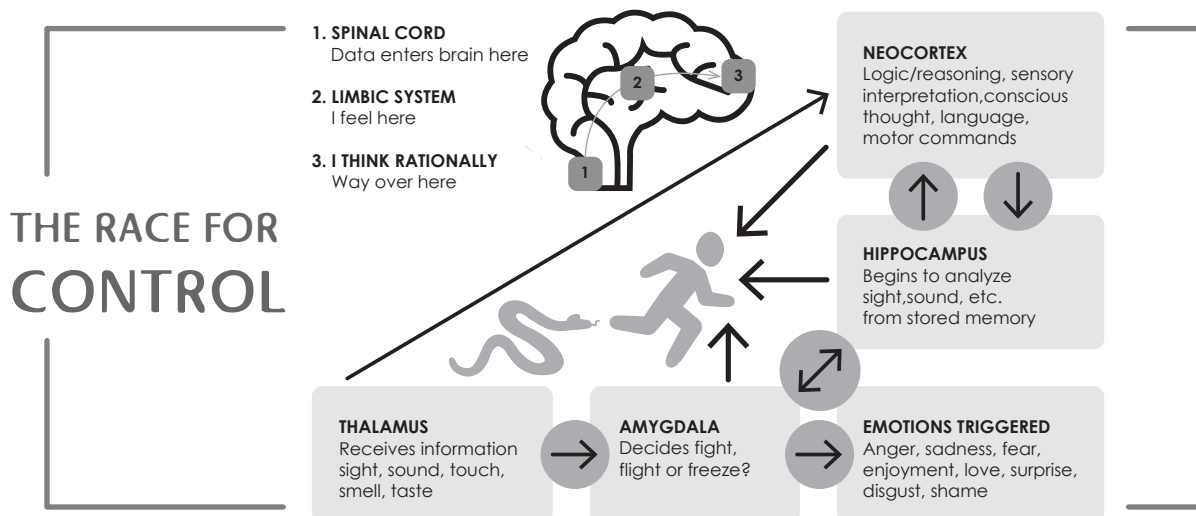 THE RACE FOR
CONTROL
1. SPINAL CORD
Data enters brain here
2. LIMBIC SYSTEM
I feel here
3. I THINK RATIONALLY
Way over here
1
2
3
NEOCORTEX
Logic/reasoning, sensory
interpretation,conscious
thought, language,
motor commands
HIPPOCAMPUS
Begins to analyze
sight,sound, etc.
from stored memory
THALAMUS
Receives information
sight, sound, touch,
smell, taste
AMYGDALA
Decides fight,
flight or freeze?
EMOTIONS TRIGGERED
Anger, sadness, fear,
enjoyment, love, surprise,
disgust, shame